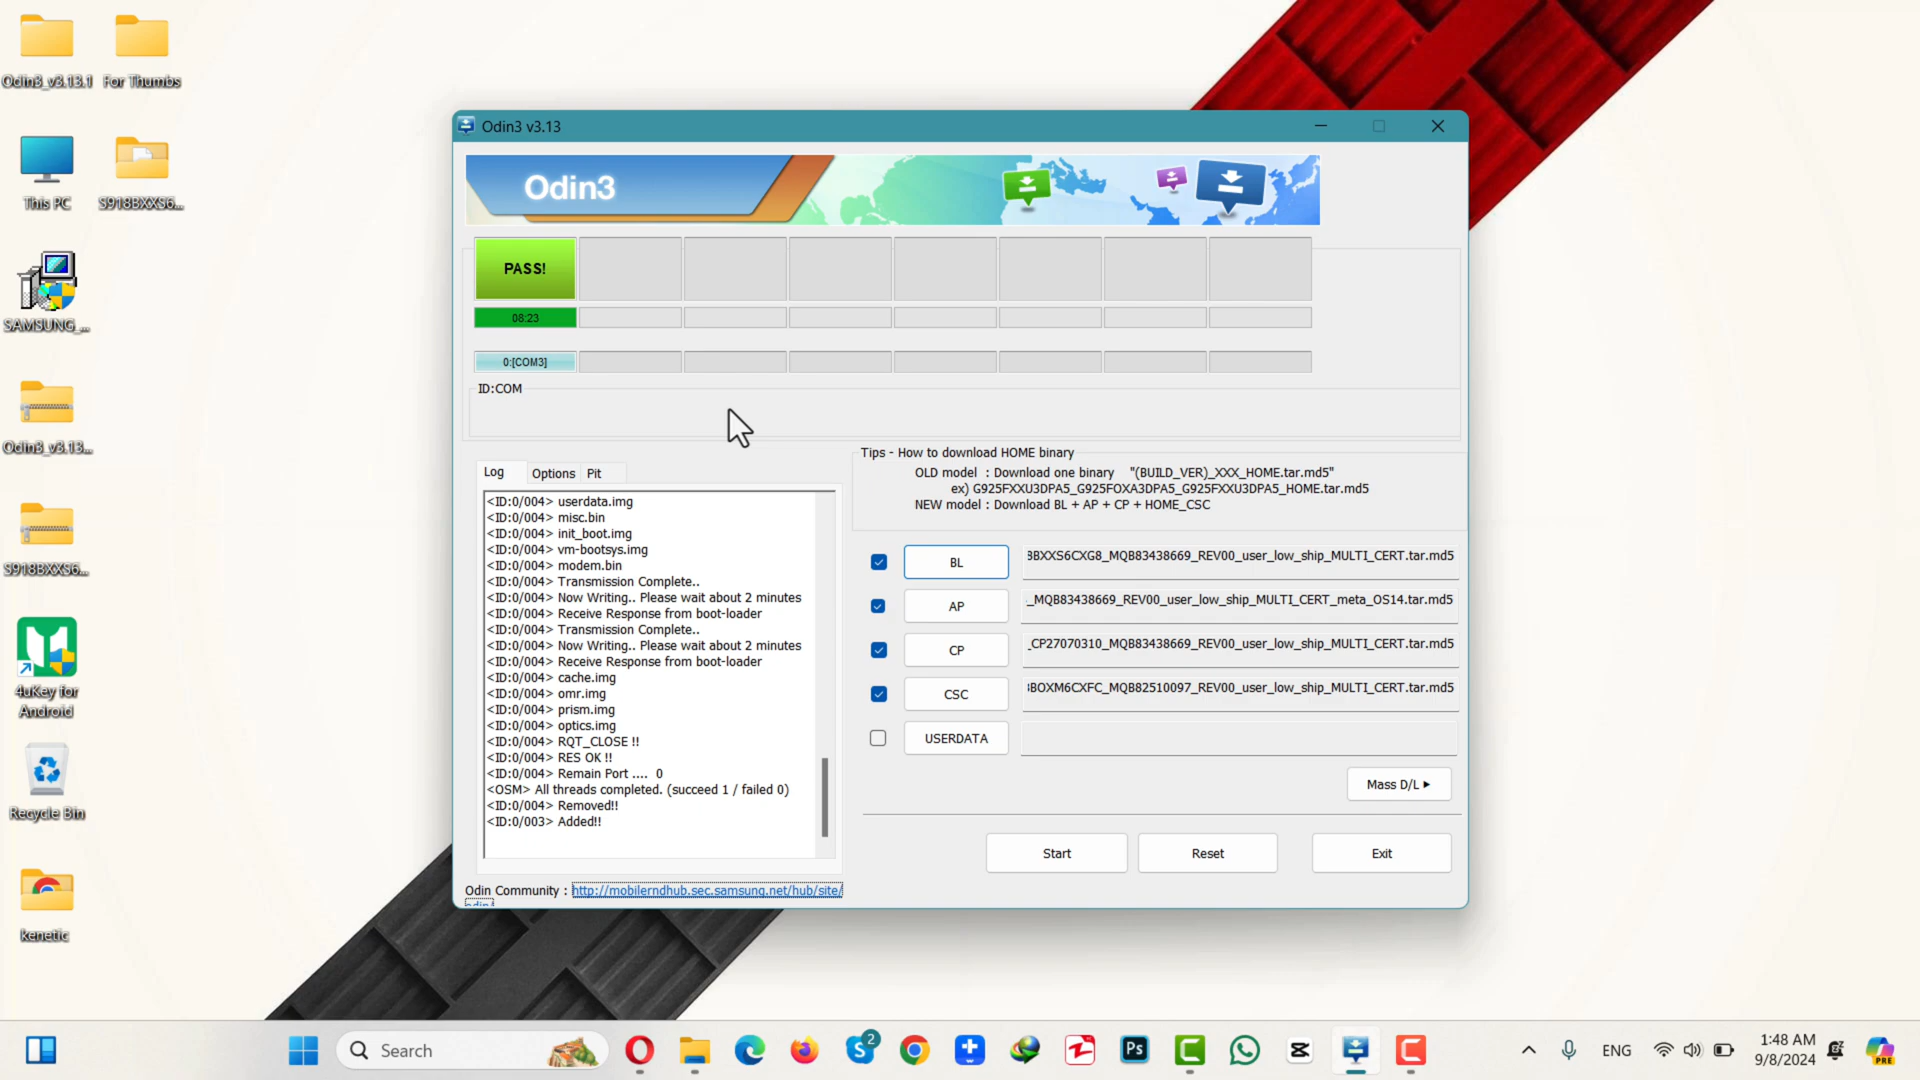 Odin3_v3.13.1
For Thumbs
This PC
S918BXXS6...
SAMSUNG_...
Odin3_v3.13...
S918BXXS6...
4uKey for
Android
Recycle Bin
kenetic
Odin3 v3.13
Odin3
PASS!
08:23
0:[COM3]
ID:COM
Log
Options
Pit
<ID:0/004> userdata.img
<ID:0/004> misc.bin
<ID:0/004> init_boot.img
<ID:0/004> vm-bootsys.img
<ID:0/004> modem.bin
<ID:0/004> Transmission Complete..
<ID:0/004> Now Writing.. Please wait about 2 minutes
<ID:0/004> Receive Response from boot-loader
<ID:0/004> Transmission Complete..
<ID:0/004> Now Writing.. Please wait about 2 minutes
<ID:0/004> Receive Response from boot-loader
<ID:0/004> cache.img
<ID:0/004> omr.img
<ID:0/004> prism.img
<ID:0/004> optics.img
<ID:0/004> RQT_CLOSE !!
<ID:0/004> RES OK !!
<ID:0/004> Remain Port .... 0
<OSM> All threads completed. (succeed 1 / failed 0)
<ID:0/004> Removed!!
<ID:0/003> Added!!
Odin Community : http://mobilerndhub.sec.samsung.net/hub/site/
odin/
Tips - How to download HOME binary
OLD model : Download one binary "(BUILD_VER)_XXX_HOME.tar.md5"
ex) G925FXXU3DPA5_G925FOXA3DPA5_G925FXXU3DPA5_HOME.tar.md5
NEW model : Download BL + AP + CP + HOME_CSC
BL
BXXS6CXG8_MQB83438669_REV00_user_low_ship_MULTI_CERT.tar.md5
AP
_MQB83438669_REV00_user_low_ship_MULTI_CERT_meta_OS14.tar.md5
CP
_CP27070310_MQB83438669_REV00_user_low_ship_MULTI_CERT.tar.md5
CSC
BOXM6CXFC_MQB82510097_REV00_user_low_ship_MULTI_CERT.tar.md5
USERDATA
Mass D/L
Start
Reset
Exit
Search
2
Ps
ENG
1:48 AM
9/8/2024
PRE